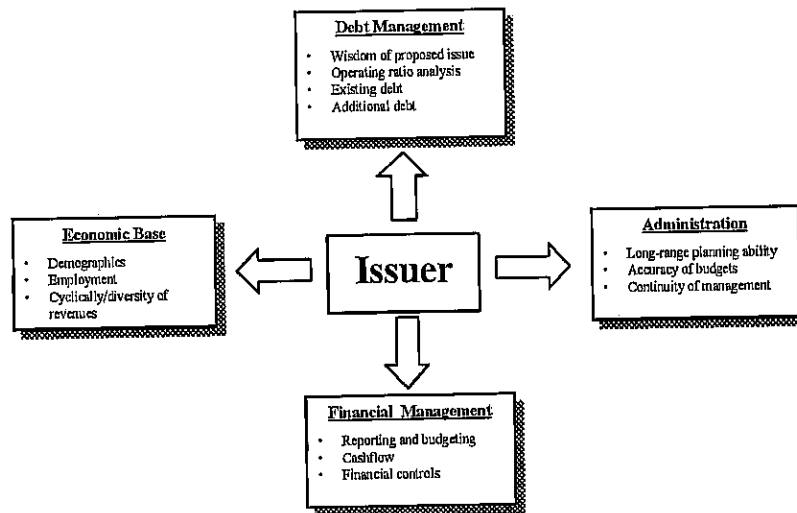 Debt Management
• Wisdom of proposed issue
• Operating ratio analysis
• Existing debt
• Additional debt
Economic Base
• Demographics
• Employment
• Cyclically/diversity of
revenues
Issuer
Administration
• Long-range planning ability
• Accuracy of budgets
• Continuity of management
Financial Management
• Reporting and budgeting
• Cashflow
• Financial controls